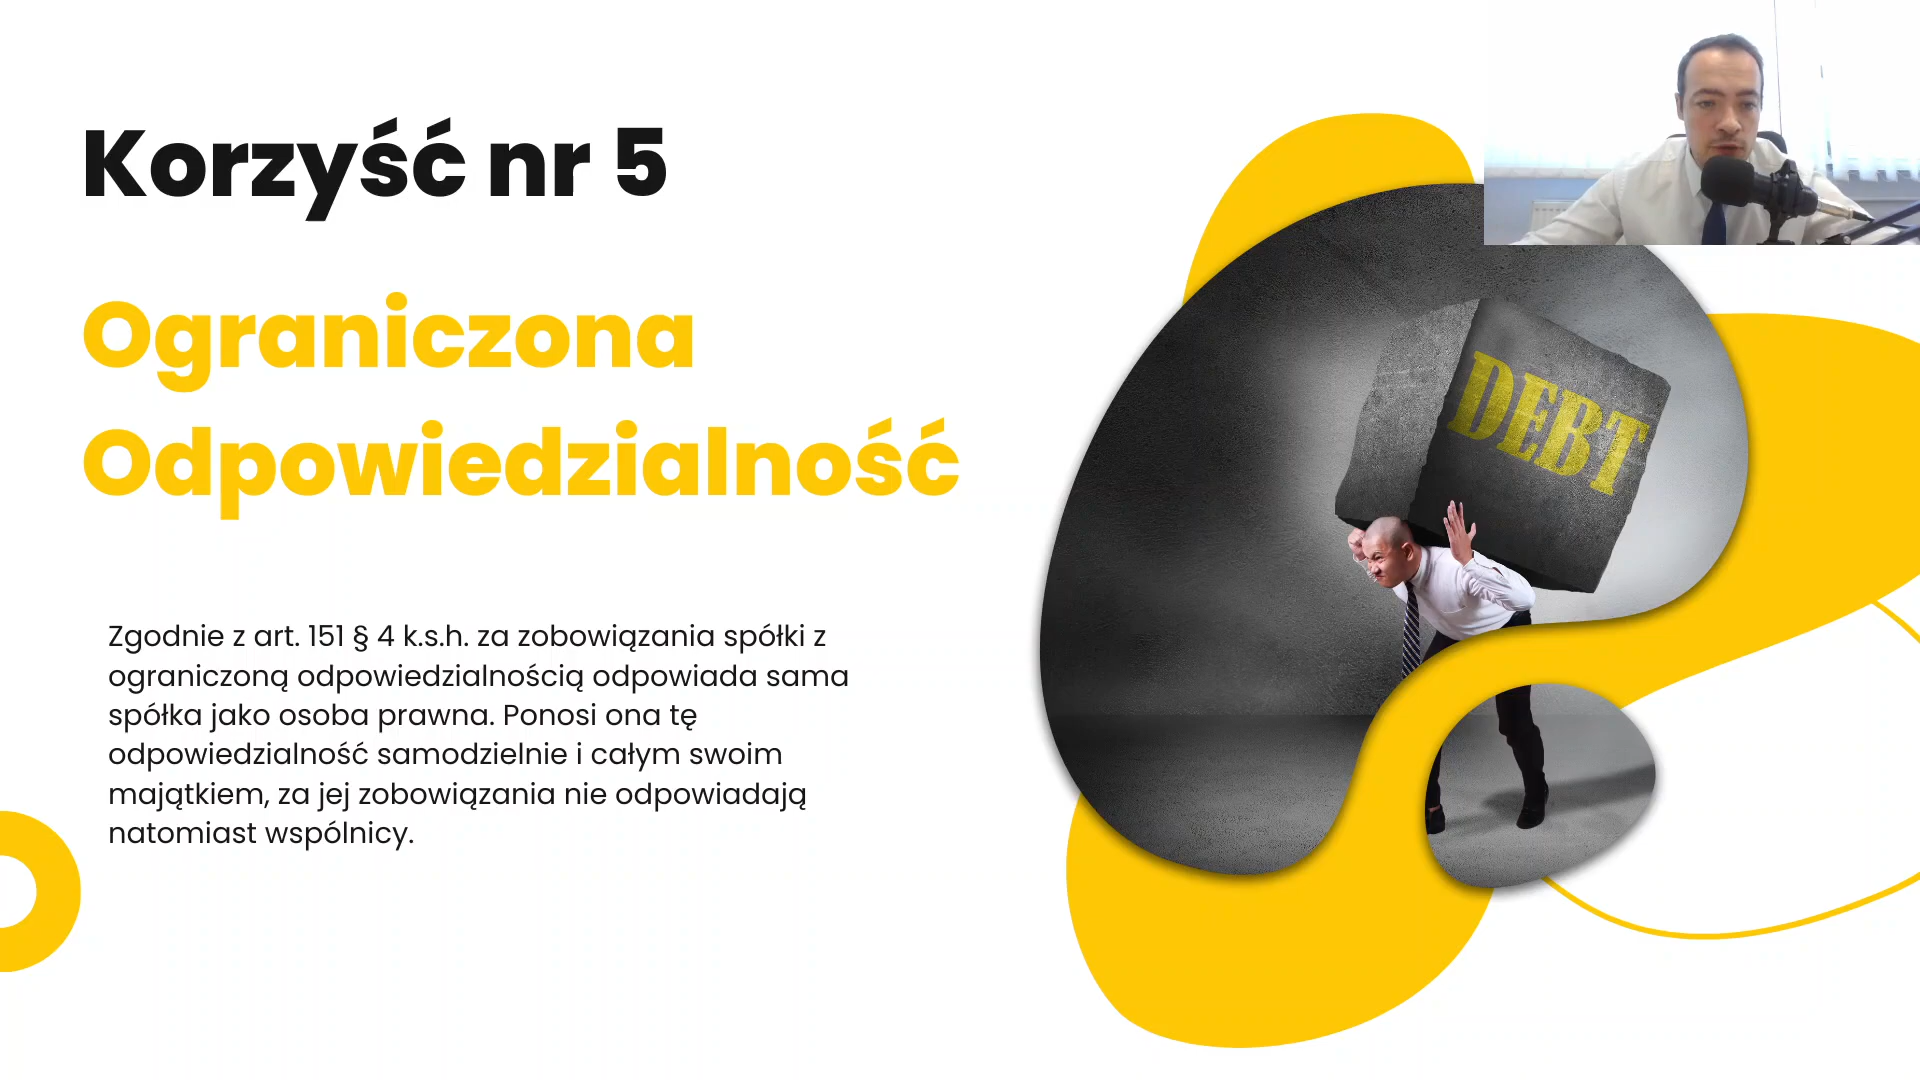 Korzyść nr 5
Ograniczona
Odpowiedzialność
DEBT
Zgodnie z art. 151 § 4 k.s.h. za zobowiązania spółki z
ograniczoną odpowiedzialnością odpowiada sama
spółka jako osoba prawna. Ponosi ona tę
odpowiedzialność samodzielnie i całym swoim
majątkiem, za jej zobowiązania nie odpowiadają
natomiast wspólnicy.